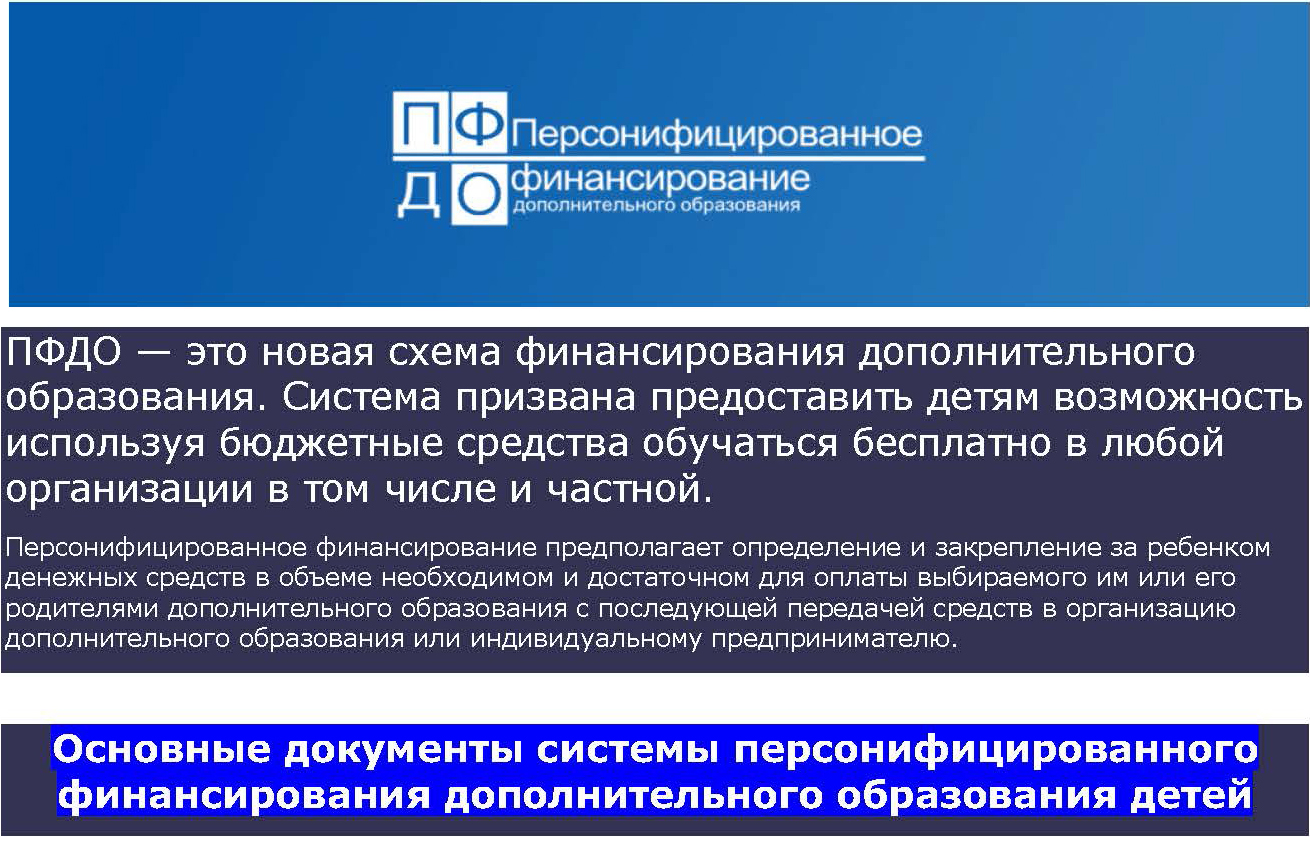 ПФ
ДО
Персонифицированное
финансирование
дополнительного образования
ПФДО — это новая схема финансирования дополнительного
образования. Система призвана предоставить детям возможность
используя бюджетные средства обучаться бесплатно в любой
организации в том числе и частной.
Персонифицированное финансирование предполагает определение и закрепление за ребенком
денежных средств в объеме необходимом и достаточном для оплаты выбираемого им или его
родителями дополнительного образования с последующей передачей средств в организацию
дополнительного образования или индивидуальному предпринимателю.
Основные документы системы персонифицированного
финансирования дополнительного образования детей